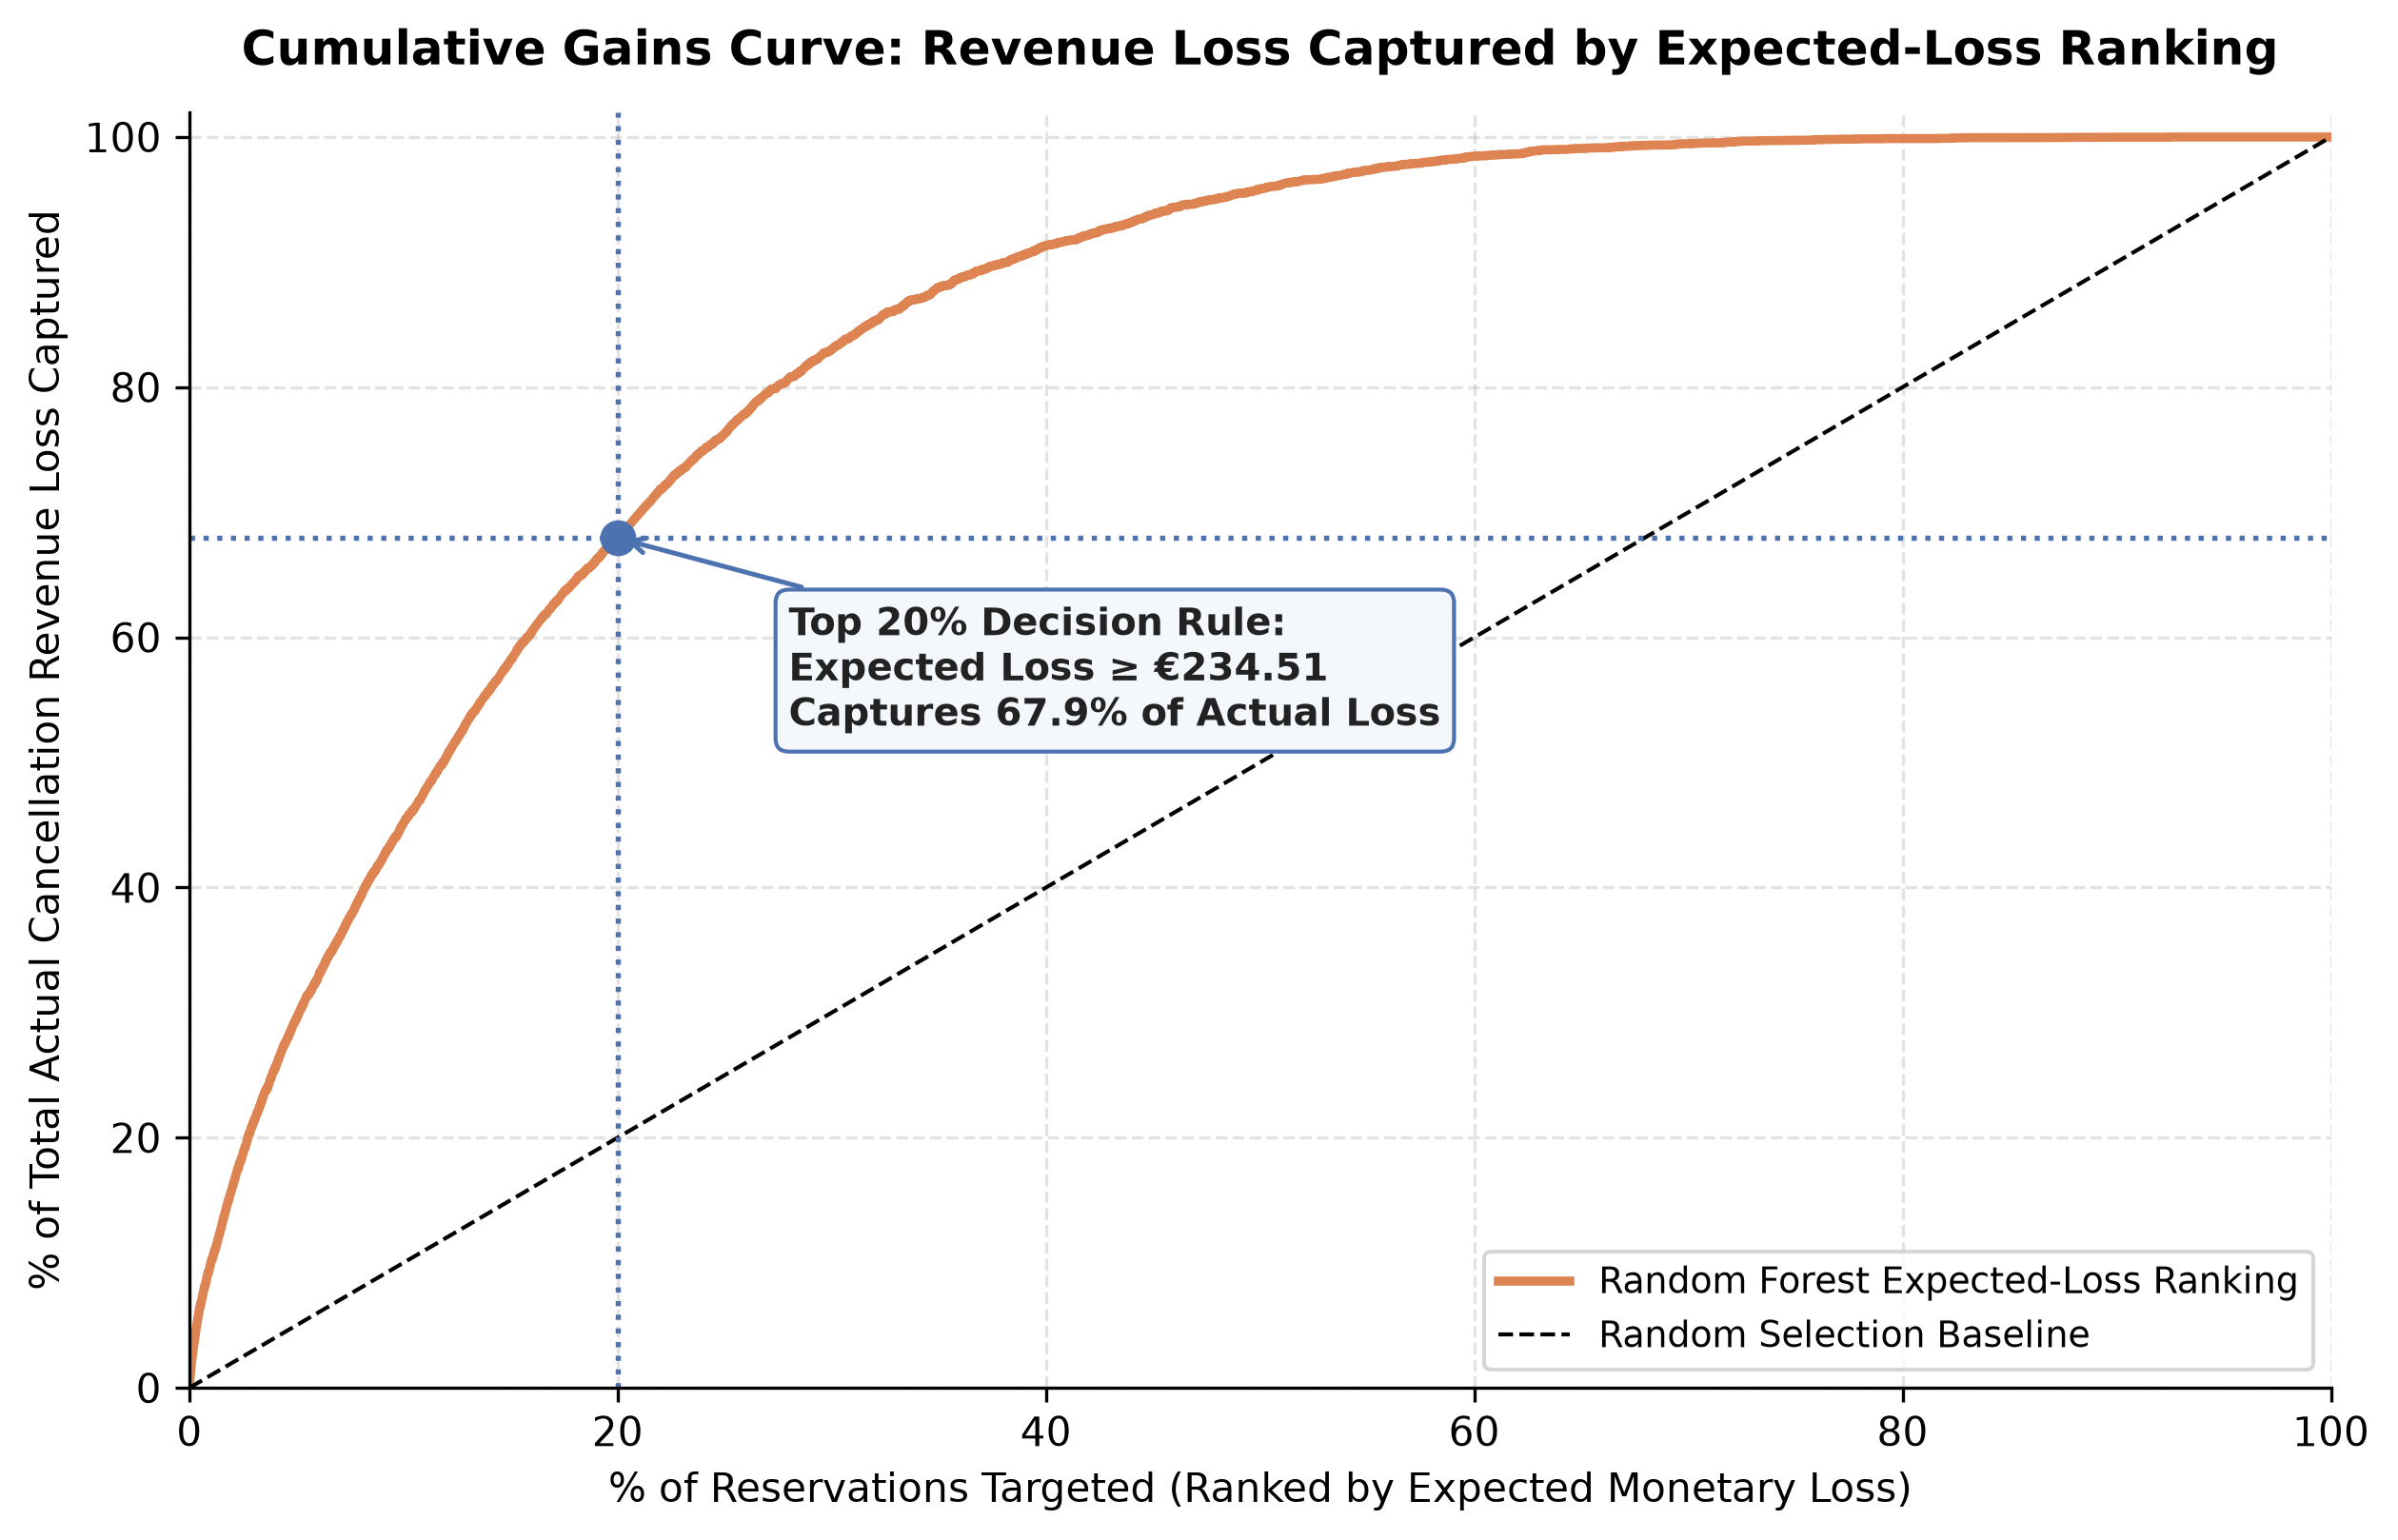 Cumulative Gains Curve: Revenue Loss Captured by Expected-Loss Ranking
% of Total Actual Cancellation Revenue Loss Captured
100
80
60
40
20
0
Top 20% Decision Rule:
Expected Loss ≥ €234.51
Captures 67.9% of Actual Loss
Random Forest Expected-Loss Ranking
Random Selection Baseline
0 20 40 60 80 100
% of Reservations Targeted (Ranked by Expected Monetary Loss)